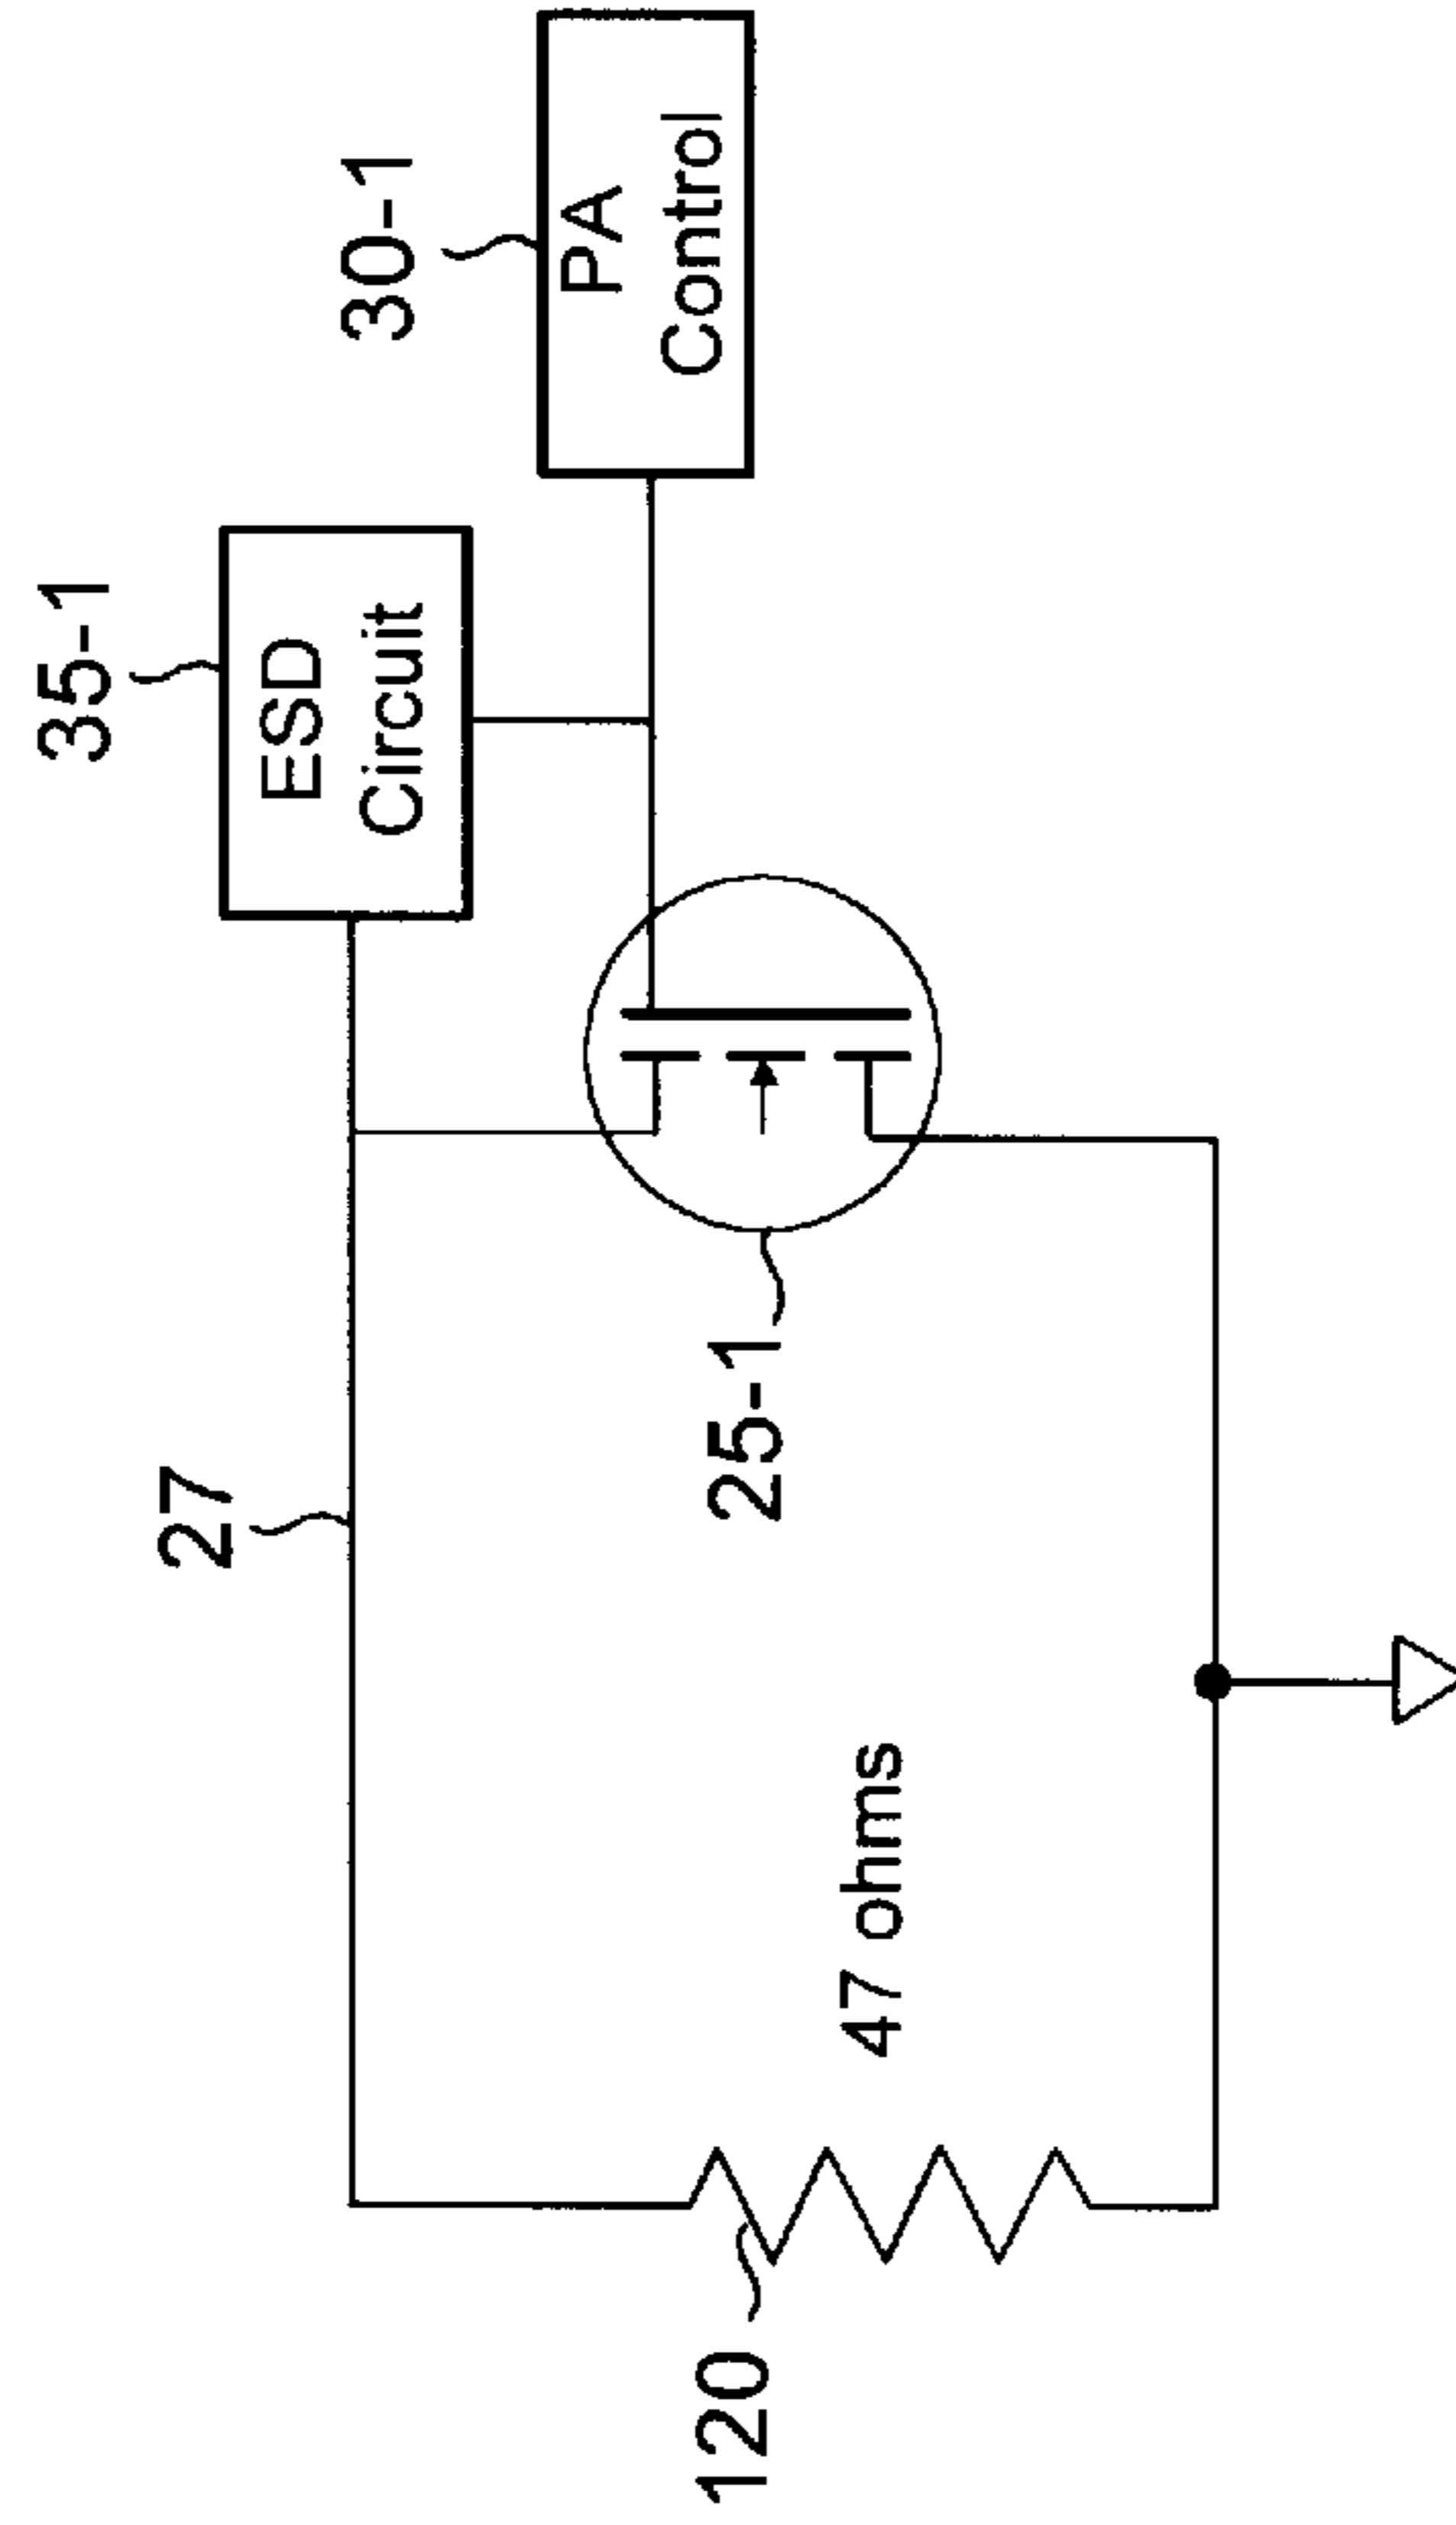 35-1
ESD
Circuit
30-1
PA
Control
27
25-1
120
47 ohms